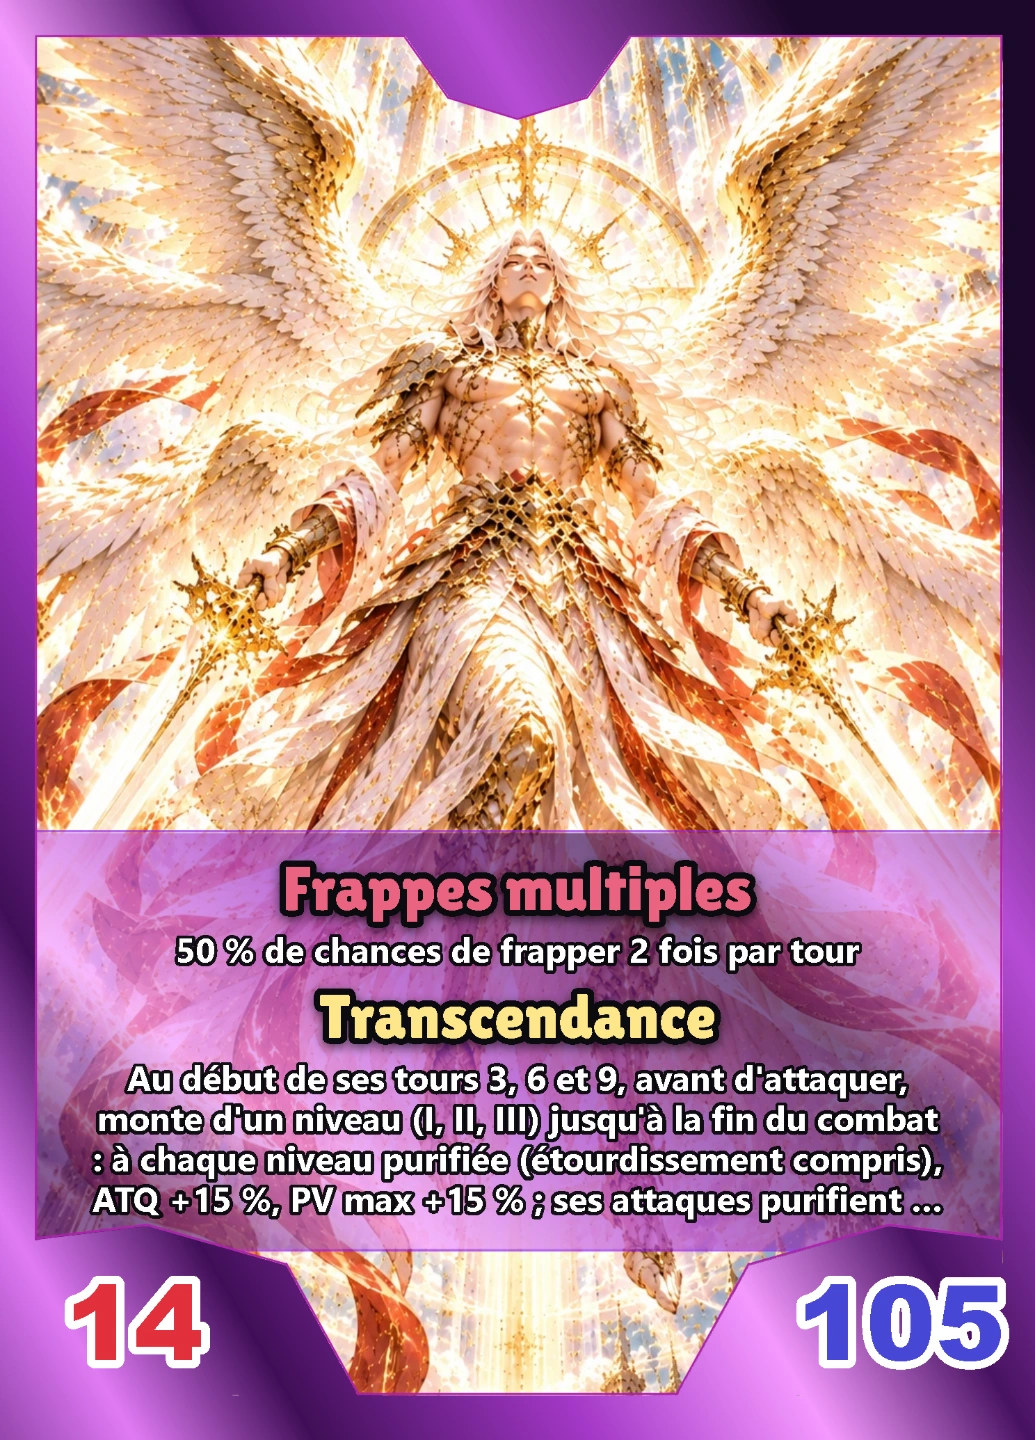 Frappes multiples
50 % de chances de frapper 2 fois par tour
Transcendance
Au début de ses tours 3, 6 et 9, avant d'attaquer,
monte d'un niveau (I, II, III) jusqu'à la fin du combat
: à chaque niveau purifiée (étourdissement compris),
ATQ +15 %, PV max +15 % ; ses attaques purifient ...
14
105